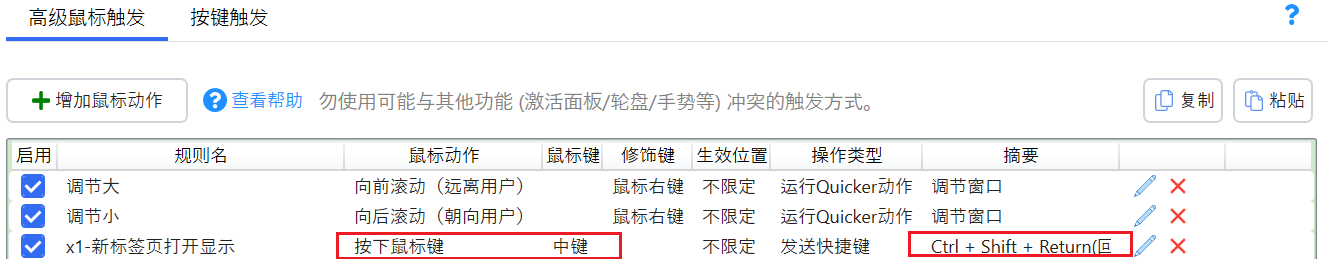 高级鼠标触发 按键触发 ?
增加鼠标动作 ? 查看帮助 勿使用可能与其他功能 (激活面板/轮盘/手势等) 冲突的触发方式。 复制 粘贴
启用 规则名 鼠标动作 鼠标键 修饰键 生效位置 操作类型 摘要
调节大 向前滚动（远离用户） 鼠标右键 不限定 运行Quicker动作 调节窗口
调节小 向后滚动（朝向用户） 鼠标右键 不限定 运行Quicker动作 调节窗口
x1-新标签页打开显示 按下鼠标键 中键 不限定 发送快捷键 Ctrl + Shift + Return(回